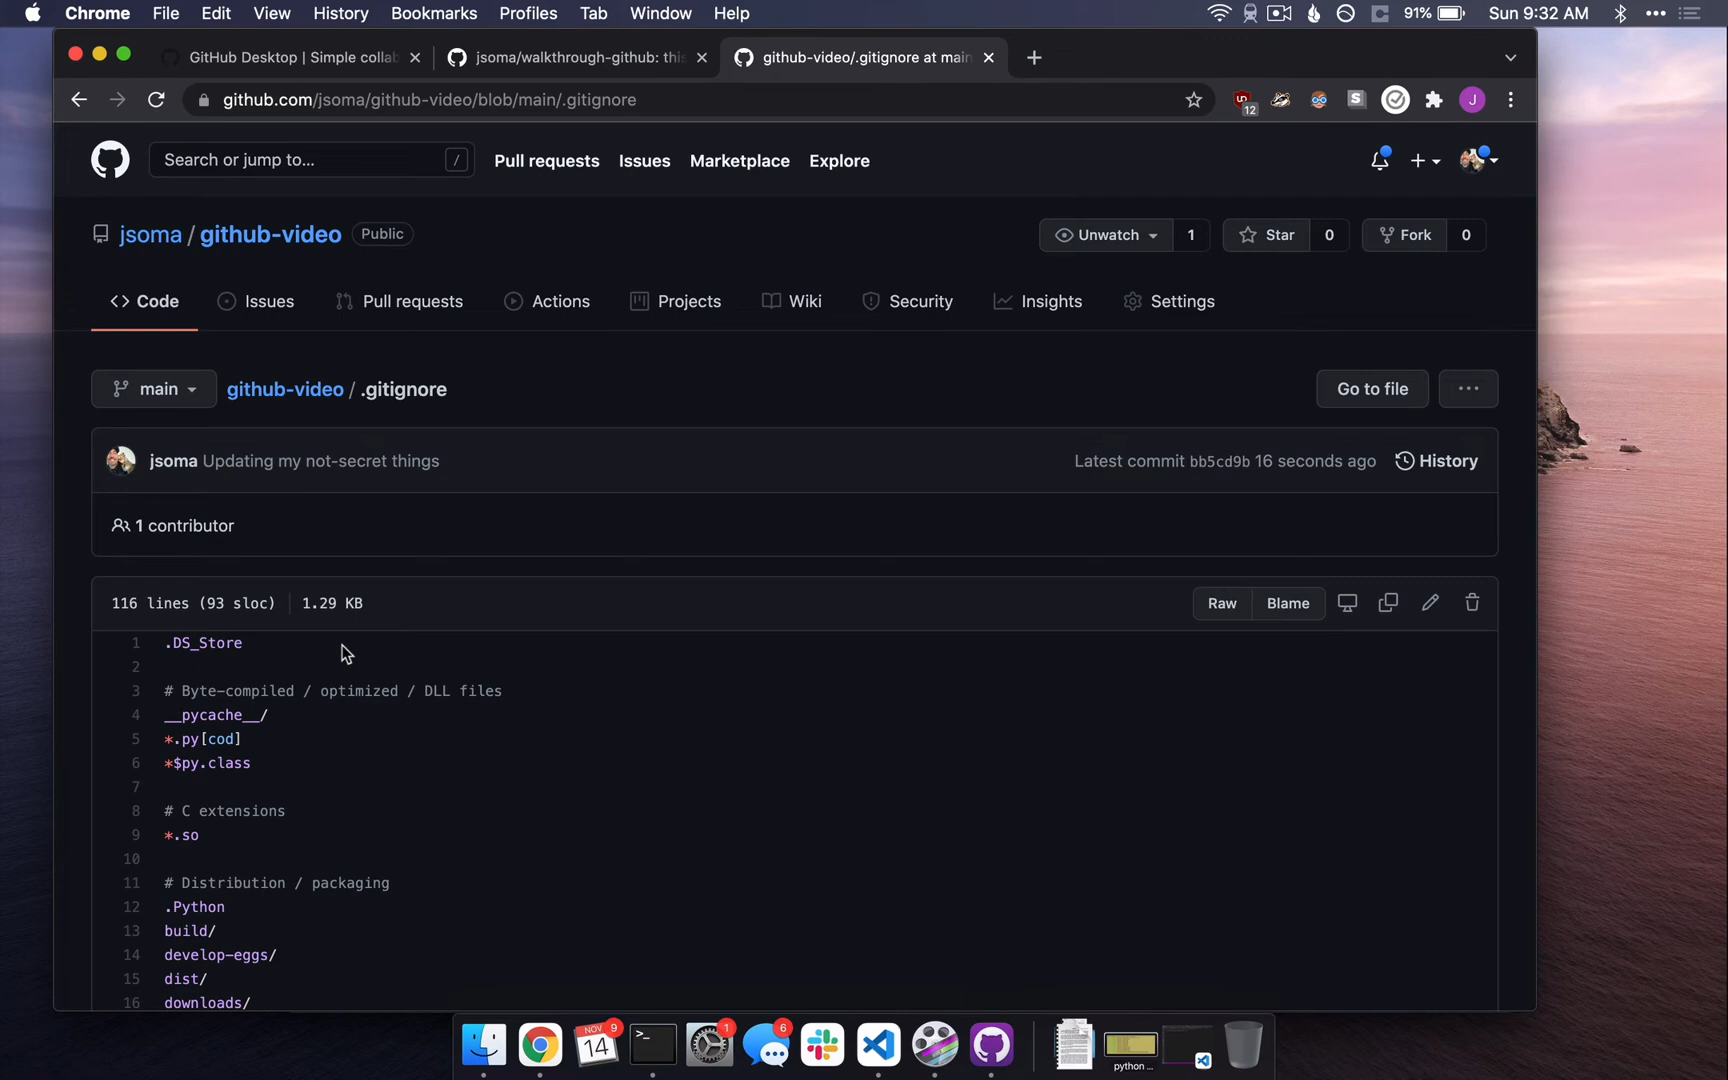 Chrome File Edit View History Bookmarks Profiles Tab Window Help 91% Sun 9:32 AM
GitHub Desktop | Simple collab jsoma/walkthrough-github: this github-video/.gitignore at main
github.com/jsoma/github-video/blob/main/.gitignore 12 S J
Search or jump to... / Pull requests Issues Marketplace Explore
jsoma / github-video Public Unwatch 1 Star 0 Fork 0
Code Issues Pull requests Actions Projects Wiki Security Insights Settings
main github-video / .gitignore Go to file
jsoma Updating my not-secret things Latest commit bb5cd9b 16 seconds ago History
1 contributor
116 lines (93 sloc) 1.29 KB Raw Blame
1 .DS_Store
2
3 # Byte-compiled / optimized / DLL files
4 __pycache__/
5 *.py[cod]
6 *$py.class
7
8 # C extensions
9 *.so
10
11 # Distribution / packaging
12 .Python
13 build/
14 develop-eggs/
15 dist/
16 downloads/
NOV 9 14 >_ 1 6
python ...